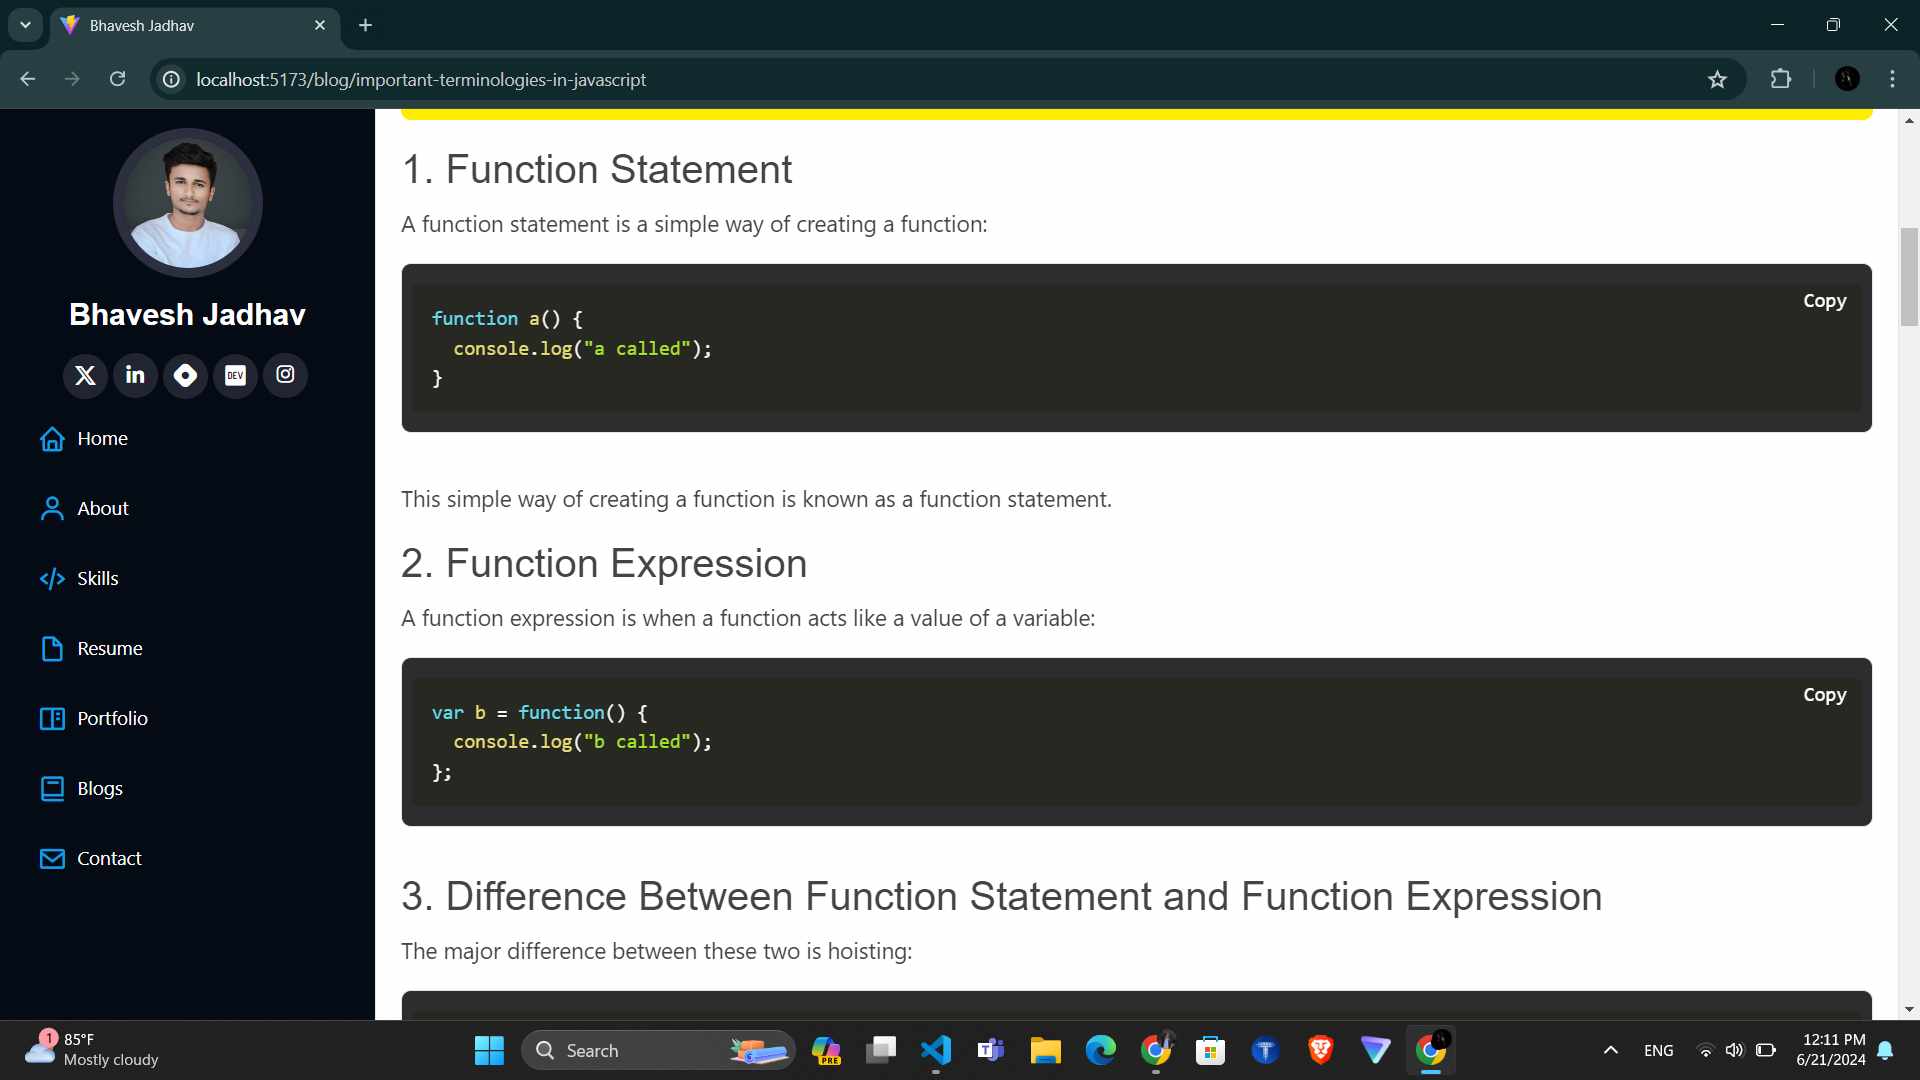 Bhavesh Jadhav
localhost:5173/blog/important-terminologies-in-javascript
Bhavesh Jadhav
DEV
Home
About
Skills
Resume
Portfolio
Blogs
Contact
1. Function Statement
A function statement is a simple way of creating a function:
Copy
function a() {
  console.log("a called");
}
This simple way of creating a function is known as a function statement.
2. Function Expression
A function expression is when a function acts like a value of a variable:
Copy
var b = function() {
  console.log("b called");
};
3. Difference Between Function Statement and Function Expression
The major difference between these two is hoisting:
1
85°F
Mostly cloudy
Search
PRE
ENG
12:11 PM
6/21/2024